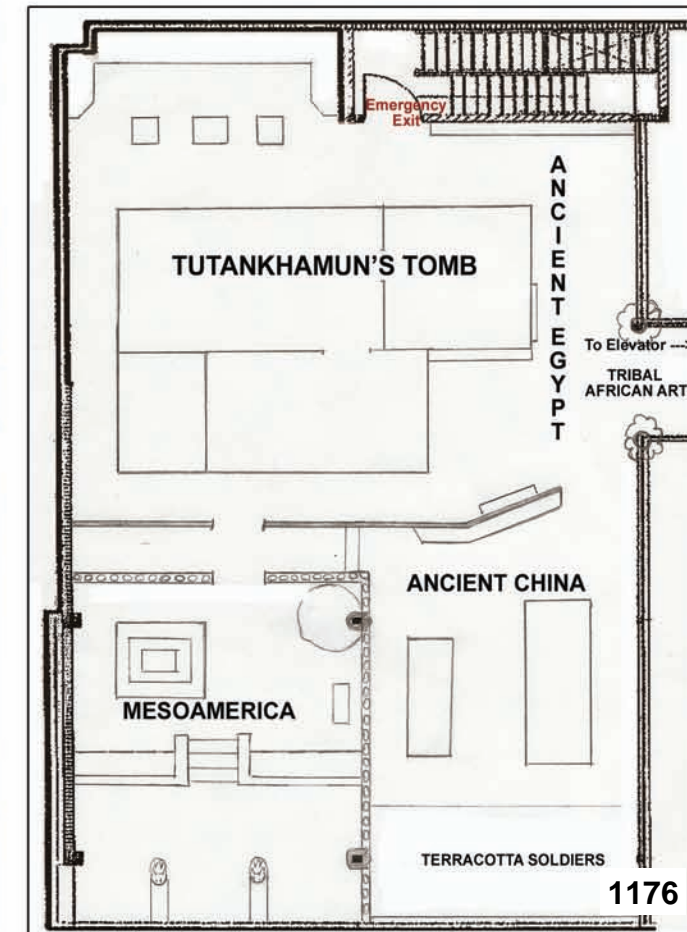 Emergency
Exit
ANCIENT EGYPT
TUTANKHAMUN'S TOMB
To Elevator ---
TRIBAL
AFRICAN ART
ANCIENT CHINA
MESOAMERICA
TERRACOTTA SOLDIERS
1176